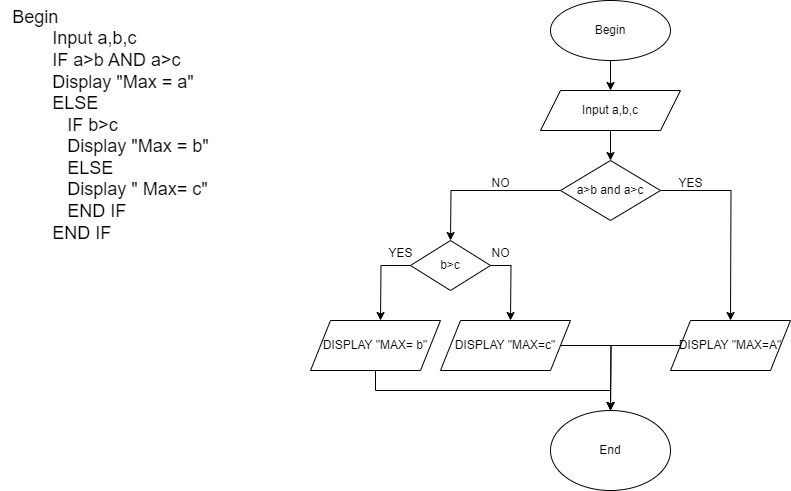 Begin
Input a,b,c
IF a>b AND a>c
Display "Max = a"
ELSE
IF b>c
Display "Max = b"
ELSE
Display " Max= c"
END IF
END IF
Begin
Input a,b,c
a>b and a>c
NO
YES
b>c
YES
NO
DISPLAY "MAX= b"
DISPLAY "MAX=c"
DISPLAY "MAX=A"
End